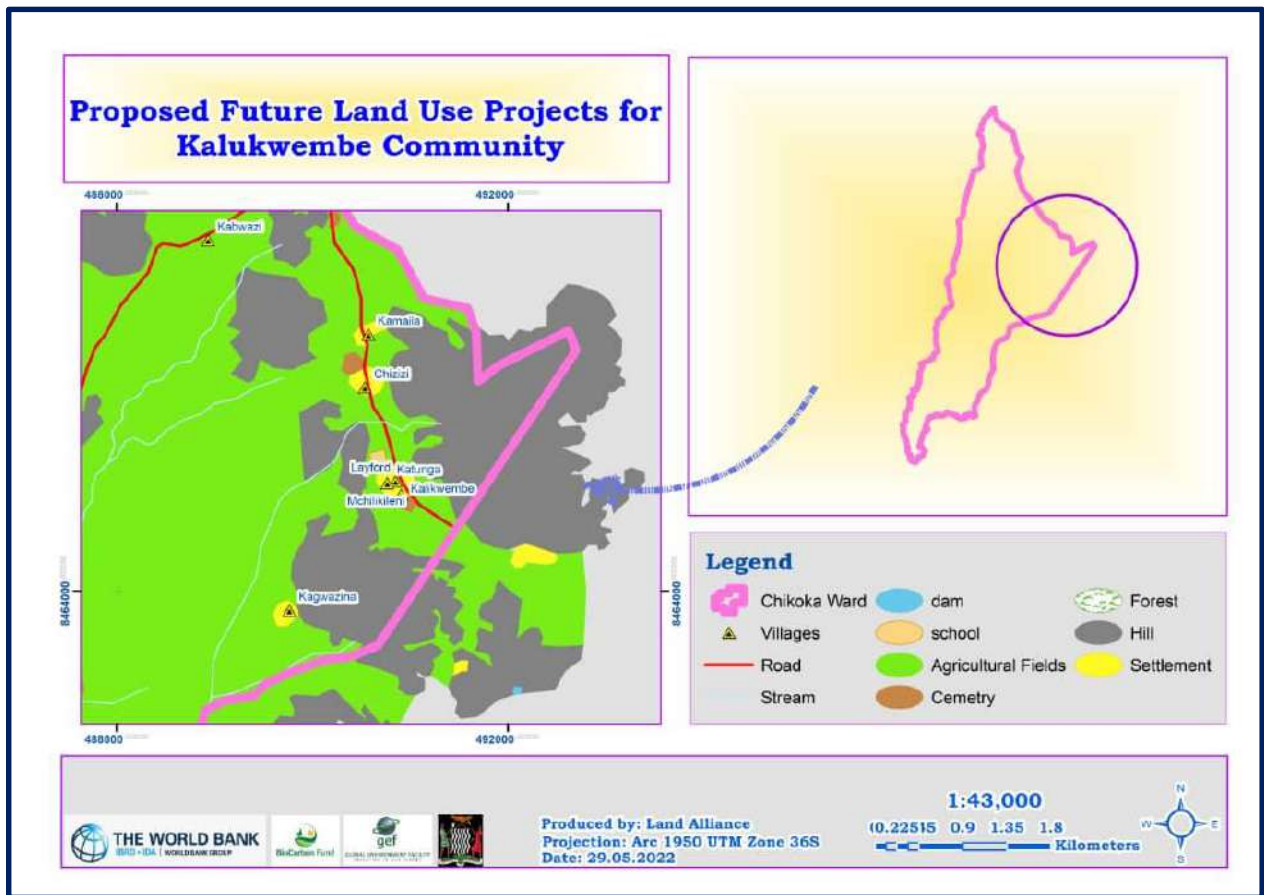 Proposed Future Land Use Projects for
Kalukwembe Community
488000
492000
Kabwazi
Kamaila
Chizizi
Layford
Katunga
Kalikwembe
Mchilikileni
Kagwazina
8464000
8464000
488000
492000
Legend
Chikoka Ward
Villages
Road
Stream
dam
school
Agricultural Fields
Cemetry
Forest
Hill
Settlement
THE WORLD BANK
IBRD • IDA | WORLD BANK GROUP
BioCarbon Fund
gef
GLOBAL ENVIRONMENT FACILITY
Produced by: Land Alliance
Projection: Arc 1950 UTM Zone 36S
Date: 29.05.2022
1:43,000
0.9 1.35 1.8
Kilometers
N
W
E
S